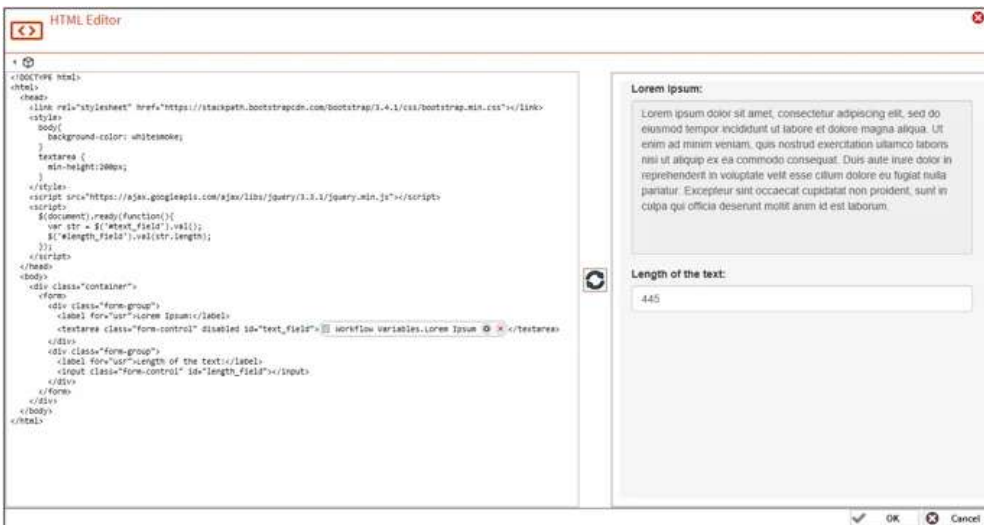 HTML Editor
<!DOCTYPE html>
<html>
<head>
<link rel="stylesheet" href="https://stackpath.bootstrapcdn.com/bootstrap/3.4.1/css/bootstrap.min.css"></link>
<style>
body{
background-color: whitesmoke;
}
textarea {
min-height:200px;
}
</style>
<script src="https://ajax.googleapis.com/ajax/libs/jquery/3.3.1/jquery.min.js"></script>
<script>
$(document).ready(function(){
var str = $('#text_field').val();
$('#length_field').val(str.length);
});
</script>
</head>
<body>
<div class="container">
<form>
<div class="form-group">
<label for="usr">Lorem Ipsum:</label>
<textarea class="form-control" disabled id="text_field"> Workflow Variables.Lorem Ipsum </textarea>
</div>
<div class="form-group">
<label for="usr">Length of the text:</label>
<input class="form-control" id="length_field"></input>
</div>
</form>
</div>
</body>
</html>
Lorem Ipsum:
Lorem ipsum dolor sit amet, consectetur adipiscing elit, sed do
eiusmod tempor incididunt ut labore et dolore magna aliqua. Ut
enim ad minim veniam, quis nostrud exercitation ullamco laboris
nisi ut aliquip ex ea commodo consequat. Duis aute irure dolor in
reprehenderit in voluptate velit esse cillum dolore eu fugiat nulla
pariatur. Excepteur sint occaecat cupidatat non proident, sunt in
culpa qui officia deserunt mollit anim id est laborum.
Length of the text:
445
OK Cancel